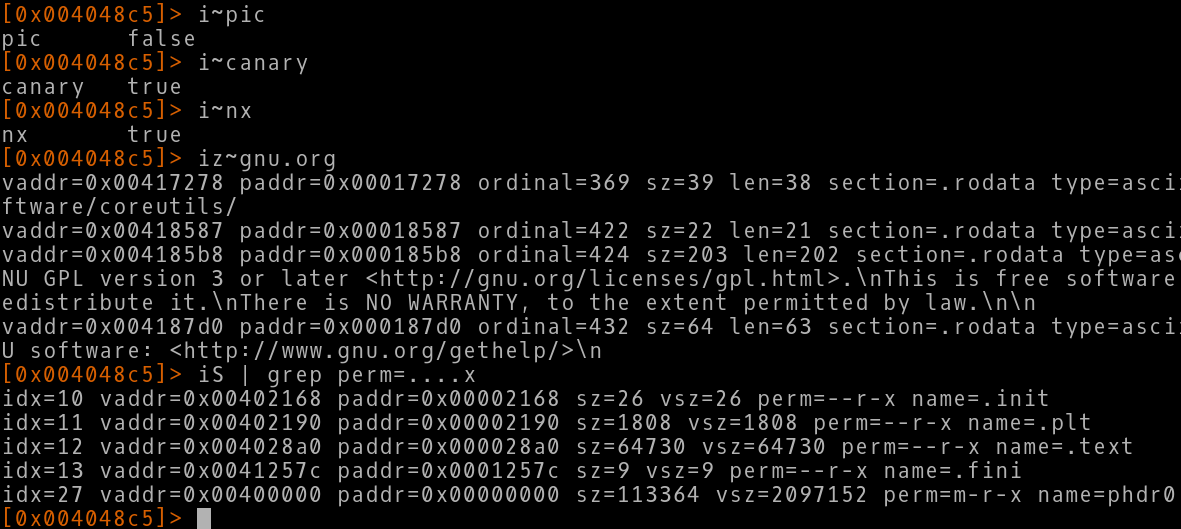 [0x004048c5]> i~pic
pic      false
[0x004048c5]> i~canary
canary   true
[0x004048c5]> i~nx
nx       true
[0x004048c5]> iz~gnu.org
vaddr=0x00417278 paddr=0x00017278 ordinal=369 sz=39 len=38 section=.rodata type=ascii
ftware/coreutils/
vaddr=0x00418587 paddr=0x00018587 ordinal=422 sz=22 len=21 section=.rodata type=ascii
vaddr=0x004185b8 paddr=0x000185b8 ordinal=424 sz=203 len=202 section=.rodata type=asc
NU GPL version 3 or later <http://gnu.org/licenses/gpl.html>.\nThis is free software
edistribute it.\nThere is NO WARRANTY, to the extent permitted by law.\n\n
vaddr=0x004187d0 paddr=0x000187d0 ordinal=432 sz=64 len=63 section=.rodata type=ascii
U software: <http://www.gnu.org/gethelp/>\n
[0x004048c5]> iS | grep perm=....x
idx=10 vaddr=0x00402168 paddr=0x00002168 sz=26 vsz=26 perm=--r-x name=.init
idx=11 vaddr=0x00402190 paddr=0x00002190 sz=1808 vsz=1808 perm=--r-x name=.plt
idx=12 vaddr=0x004028a0 paddr=0x000028a0 sz=64730 vsz=64730 perm=--r-x name=.text
idx=13 vaddr=0x0041257c paddr=0x0001257c sz=9 vsz=9 perm=--r-x name=.fini
idx=27 vaddr=0x00400000 paddr=0x00000000 sz=113364 vsz=2097152 perm=m-r-x name=phdr0
[0x004048c5]>